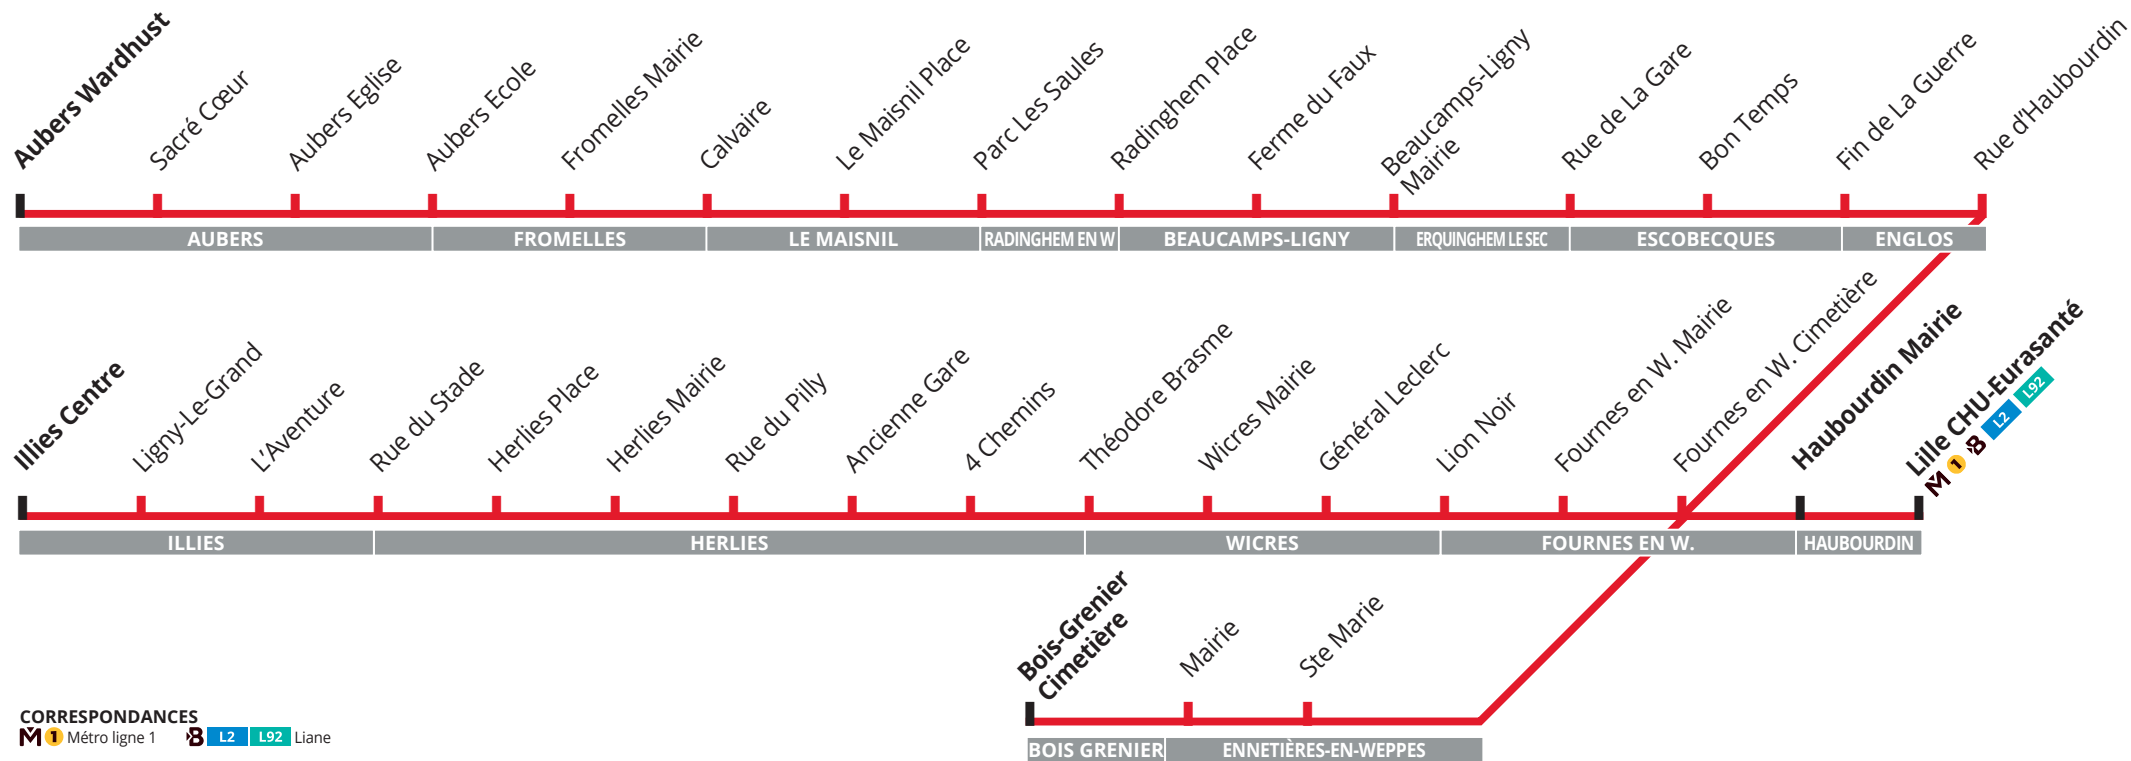 Aubers Wardhust
Sacré Cœur
Aubers Eglise
Aubers Ecole
Fromelles Mairie
Calvaire
Le Maisnil Place
Parc Les Saules
Radinghem Place
Ferme du Faux
Beaucamps-Ligny
Mairie
Rue de La Gare
Bon Temps
Fin de La Guerre
Rue d'Haubourdin
AUBERS
FROMELLES
LE MAISNIL
RADINGHEM EN W
BEAUCAMPS-LIGNY
ERQUINGHEM LE SEC
ESCOBECQUES
ENGLOS
Illies Centre
Ligny-Le-Grand
L'Aventure
Rue du Stade
Herlies Place
Herlies Mairie
Rue du Pilly
Ancienne Gare
4 Chemins
Théodore Brasme
Wicres Mairie
Général Leclerc
Lion Noir
Fournes en W. Mairie
Fournes en W. Cimetière
Haubourdin Mairie
Lille CHU-Eurasanté
M 1 B L2 L92
ILLIES
HERLIES
WICRES
FOURNES EN W.
HAUBOURDIN
Bois-Grenier
Cimetière
Mairie
Ste Marie
BOIS GRENIER
ENNETIÈRES-EN-WEPPES
CORRESPONDANCES
M 1 Métro ligne 1 B L2 L92 Liane